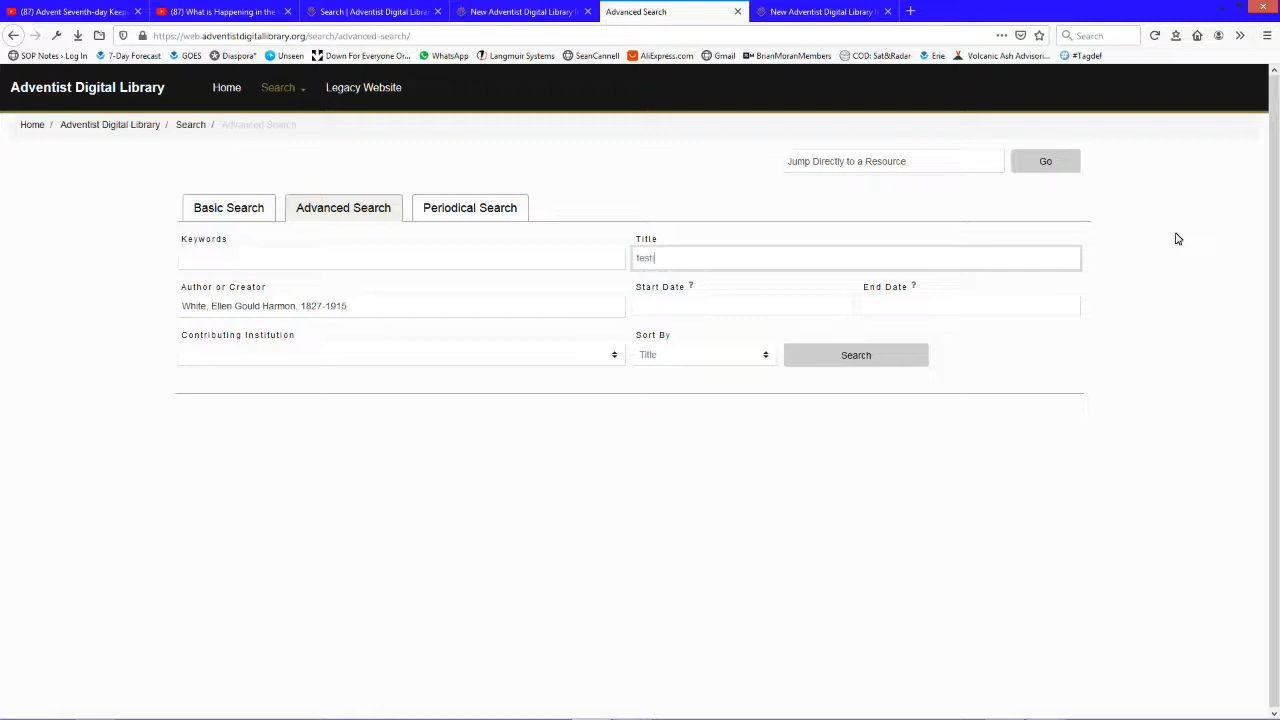 (87) Advent Seventh-day Keep
(87) What is Happening in the
Search | Adventist Digital Libra
New Adventist Digital Library
Advanced Search
New Adventist Digital Library
https://web.adventistdigitallibrary.org/search/advanced-search/
Search
SOP Notes › Log In
7-Day Forecast
GOES
Diaspora*
Unseen
Down For Everyone Or...
WhatsApp
Langmuir Systems
SeanCannell
AliExpress.com
Gmail
BrianMoranMembers
COD: Sat&Radar
Erie
Volcanic Ash Advisori...
#Tagdef
Adventist Digital Library
Home
Search
Legacy Website
Home / Adventist Digital Library / Search / Advanced Search
Jump Directly to a Resource
Go
Basic Search
Advanced Search
Periodical Search
Keywords
Title
testi
Author or Creator
Start Date ?
End Date ?
White, Ellen Gould Harmon, 1827-1915
Contributing Institution
Sort By
Title
Search